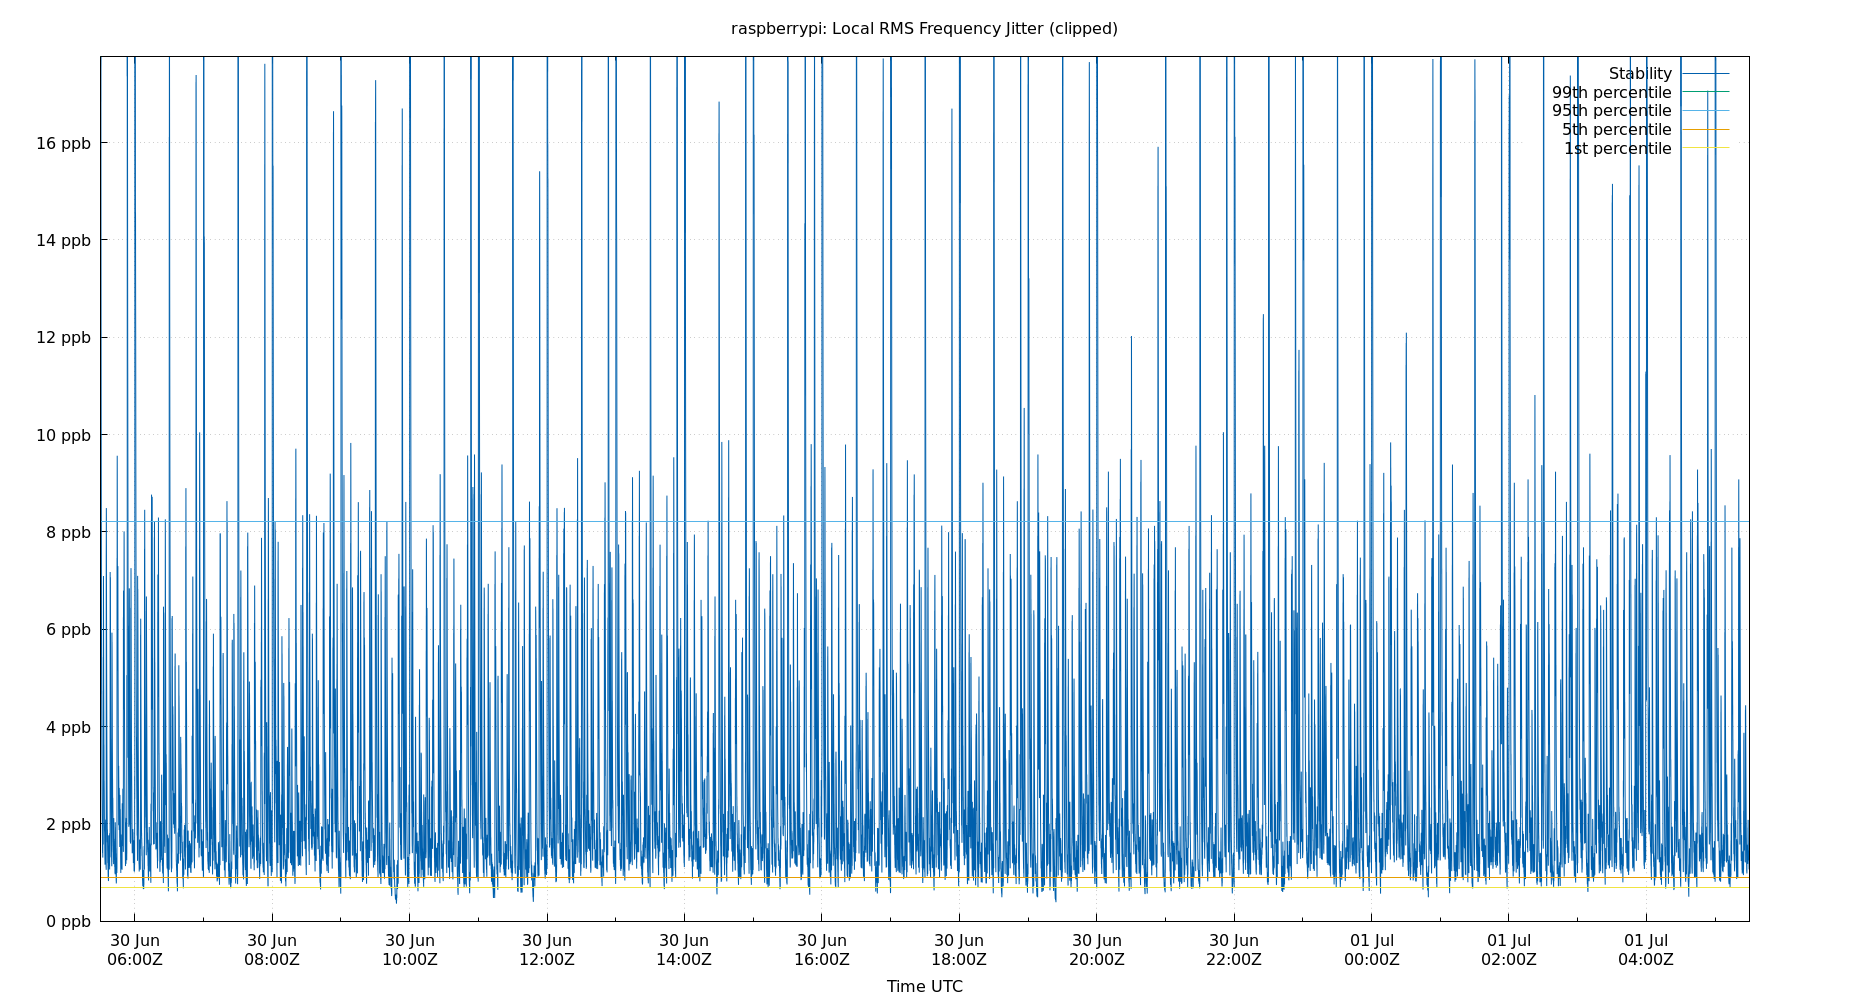 raspberrypi: Local RMS Frequency Jitter (clipped)
Stability
99th percentile
95th percentile
5th percentile
1st percentile
16 ppb
14 ppb
12 ppb
10 ppb
8 ppb
6 ppb
4 ppb
2 ppb
0 ppb
30 Jun 30 Jun 30 Jun 30 Jun 30 Jun 30 Jun 30 Jun 30 Jun 30 Jun 01 Jul 01 Jul 01 Jul
06:00Z 08:00Z 10:00Z 12:00Z 14:00Z 16:00Z 18:00Z 20:00Z 22:00Z 00:00Z 02:00Z 04:00Z
Time UTC